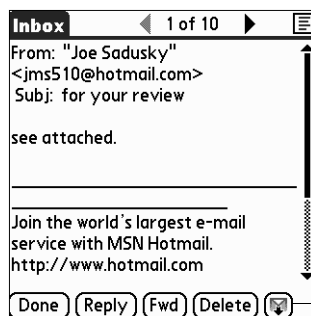 Inbox 1 of 10
From: "Joe Sadusky"
<jms510@hotmail.com>
Subj: for your review
see attached.
Join the world's largest e-mail
service with MSN Hotmail.
http://www.hotmail.com
Done Reply Fwd Delete